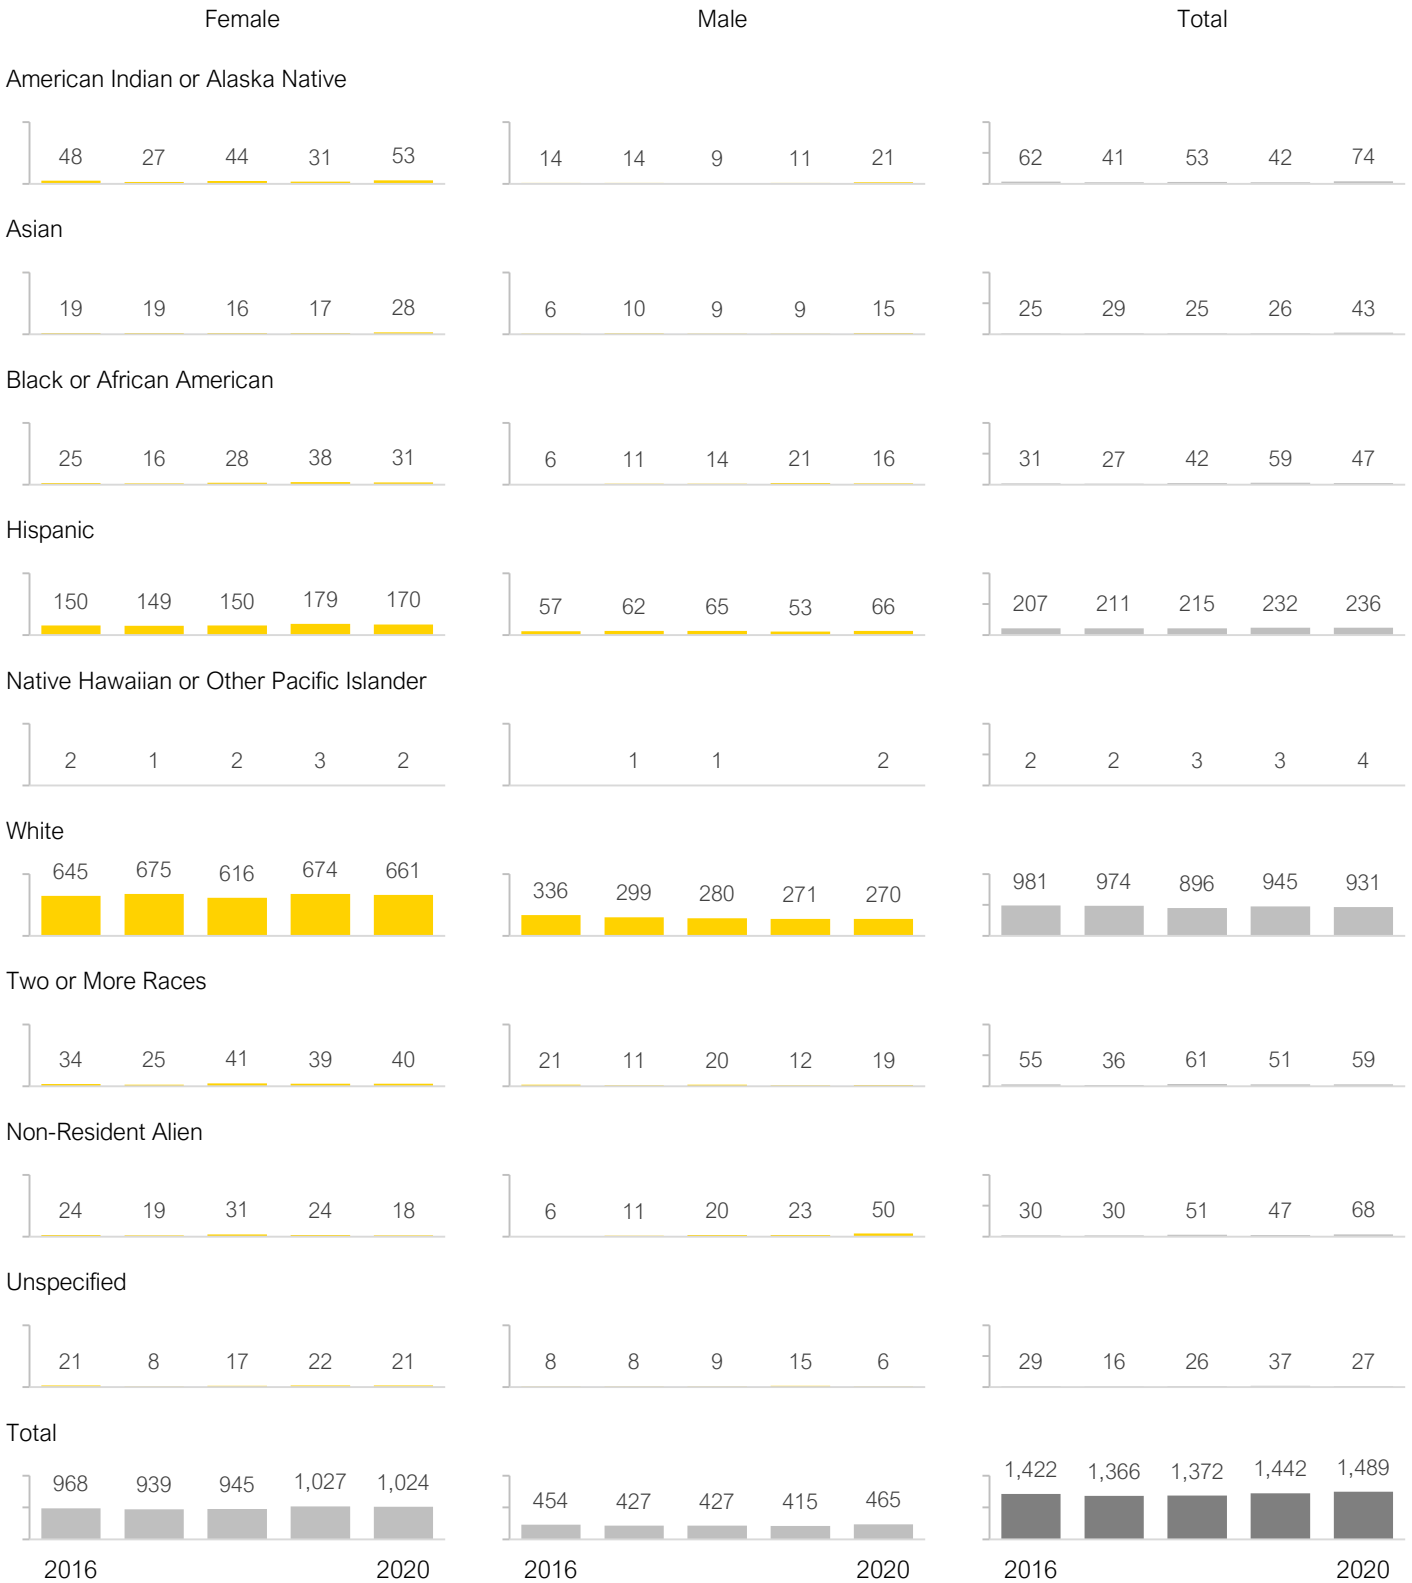 Female Male Total
American Indian or Alaska Native
48 27 44 31 53 14 14 9 11 21 62 41 53 42 74
Asian
19 19 16 17 28 6 10 9 9 15 25 29 25 26 43
Black or African American
25 16 28 38 31 6 11 14 21 16 31 27 42 59 47
Hispanic
150 149 150 179 170 57 62 65 53 66 207 211 215 232 236
Native Hawaiian or Other Pacific Islander
2 1 2 3 2 1 1 2 2 2 3 3 4
White
645 675 616 674 661 336 299 280 271 270 981 974 896 945 931
Two or More Races
34 25 41 39 40 21 11 20 12 19 55 36 61 51 59
Non-Resident Alien
24 19 31 24 18 6 11 20 23 50 30 30 51 47 68
Unspecified
21 8 17 22 21 8 8 9 15 6 29 16 26 37 27
Total
968 939 945 1,027 1,024 454 427 427 415 465 1,422 1,366 1,372 1,442 1,489
2016 2020 2016 2020 2016 2020